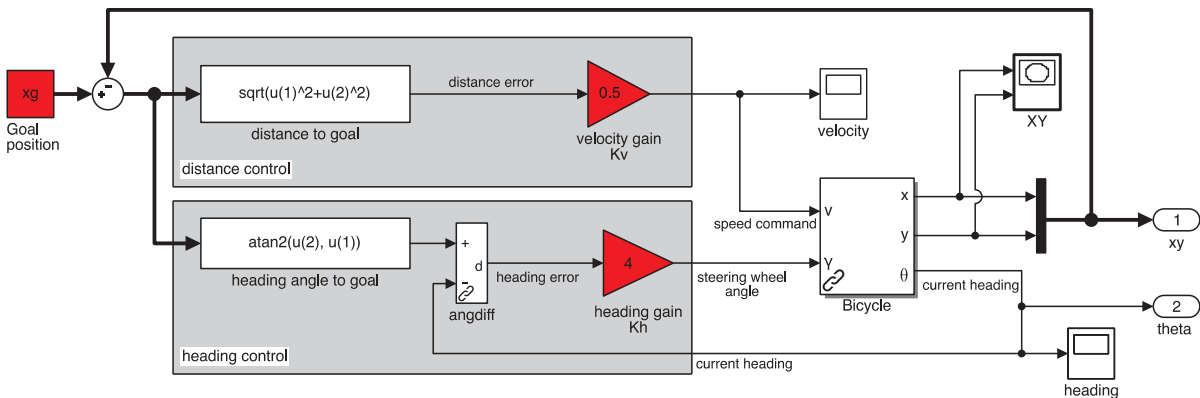 xg
Goal
position
+
-
sqrt(u(1)^2+u(2)^2)
distance to goal
distance error
0.5
velocity gain
Kv
distance control
velocity
XY
atan2(u(2), u(1))
heading angle to goal
+
-
d
angdiff
heading error
4
heading gain
Kh
heading control
speed command
steering wheel
angle
v
γ
x
y
θ
Bicycle
current heading
current heading
1
xy
2
theta
heading